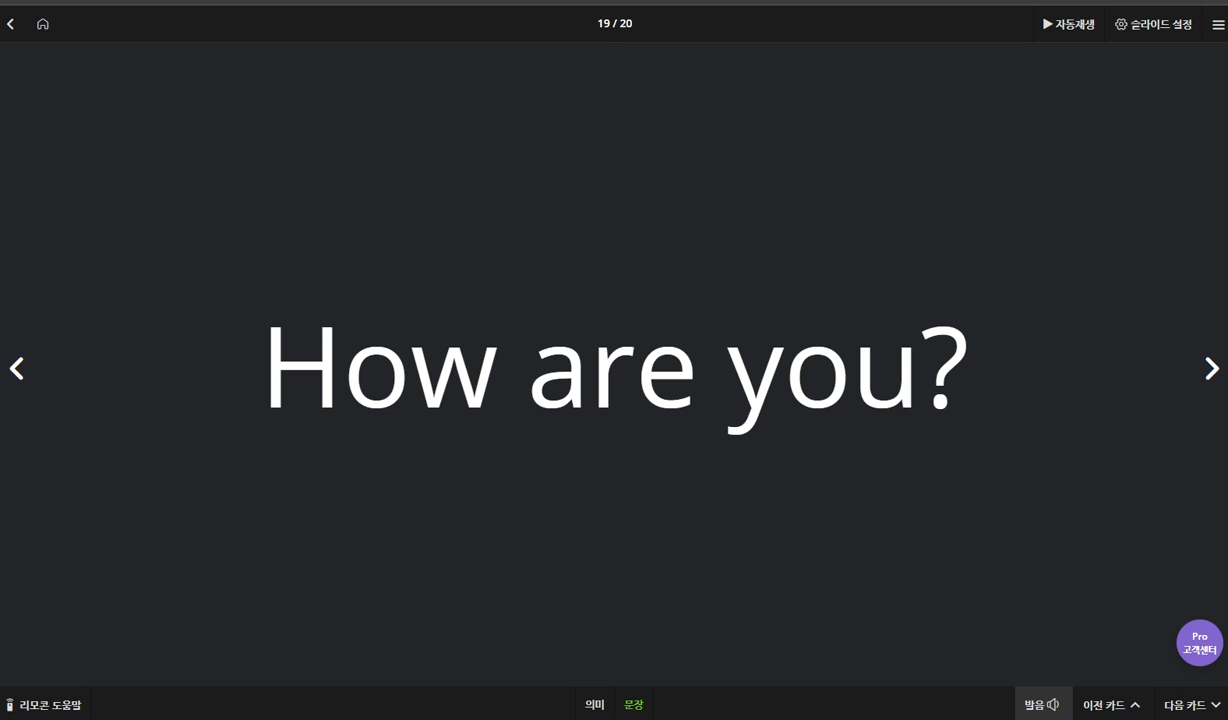 19 / 20
자동재생
슬라이드 설정
How are you?
Pro
고객센터
리모콘 도움말
의미
문장
발음
이전 카드
다음 카드